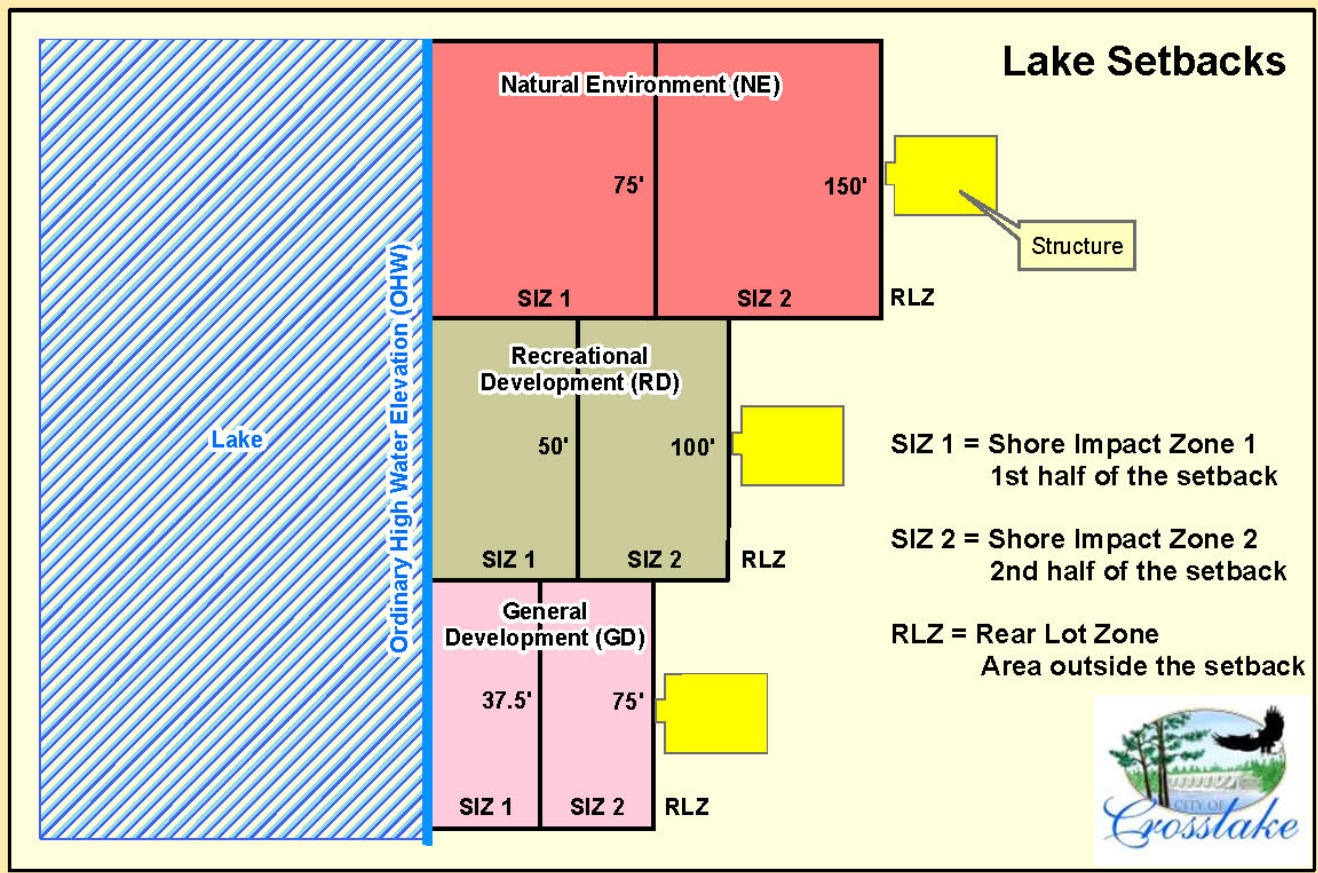 Lake Setbacks
Natural Environment (NE)
75'
150'
Structure
SIZ 1
SIZ 2
RLZ
Ordinary High Water Elevation (OHW)
Lake
Recreational
Development (RD)
50'
100'
SIZ 1
SIZ 2
RLZ
General
Development (GD)
37.5'
75'
SIZ 1
SIZ 2
RLZ
SIZ 1 = Shore Impact Zone 1
1st half of the setback
SIZ 2 = Shore Impact Zone 2
2nd half of the setback
RLZ = Rear Lot Zone
Area outside the setback
CITY OF
Crosslake